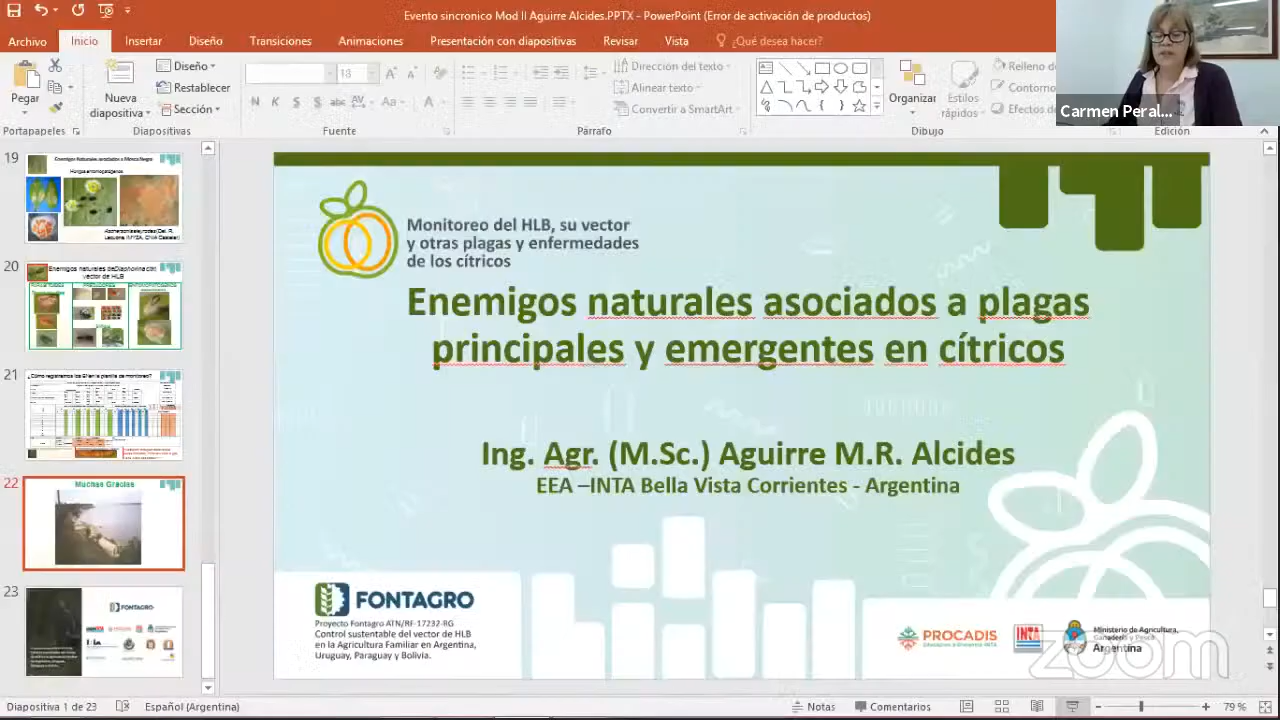 Evento sincronico Mod II Aguirre Alcides.PPTX - PowerPoint (Error de activación de productos)
Archivo Inicio Insertar Diseño Transiciones Animaciones Presentación con diapositivas Revisar Vista ¿Qué desea hacer?
Pegar
Nueva diapositiva
Diseño
Restablecer
Sección
18
N K S S abc AV Aa A
Dirección del texto
Alinear texto
Convertir a SmartArt
Organizar
Estilos rápidos
Relleno de
Contorno
Efectos de
Portapapeles Diapositivas Fuente Párrafo Dibujo Edición
Carmen Peral...
19
Enemigos Naturales asociados a Mosca Negra
20
Enemigos naturales de Diaphorina citri
vector de HLB
21
¿Cómo registramos los EN en la planilla de monitoreo?
22
Muchas Gracias
23
FONTAGRO
Monitoreo del HLB, su vector
y otras plagas y enfermedades
de los cítricos
Enemigos naturales asociados a plagas
principales y emergentes en cítricos
Ing. Agr. (M.Sc.) Aguirre M.R. Alcides
EEA –INTA Bella Vista Corrientes - Argentina
FONTAGRO
Proyecto Fontagro ATN/RF-17232-RG
Control sustentable del vector de HLB
en la Agricultura Familiar en Argentina,
Uruguay, Paraguay y Bolivia.
PROCADIS
INTA
Ministerio de Agricultura,
Ganadería y Pesca
Argentina
zoom
Diapositiva 1 de 23 Español (Argentina) Notas Comentarios 79 %